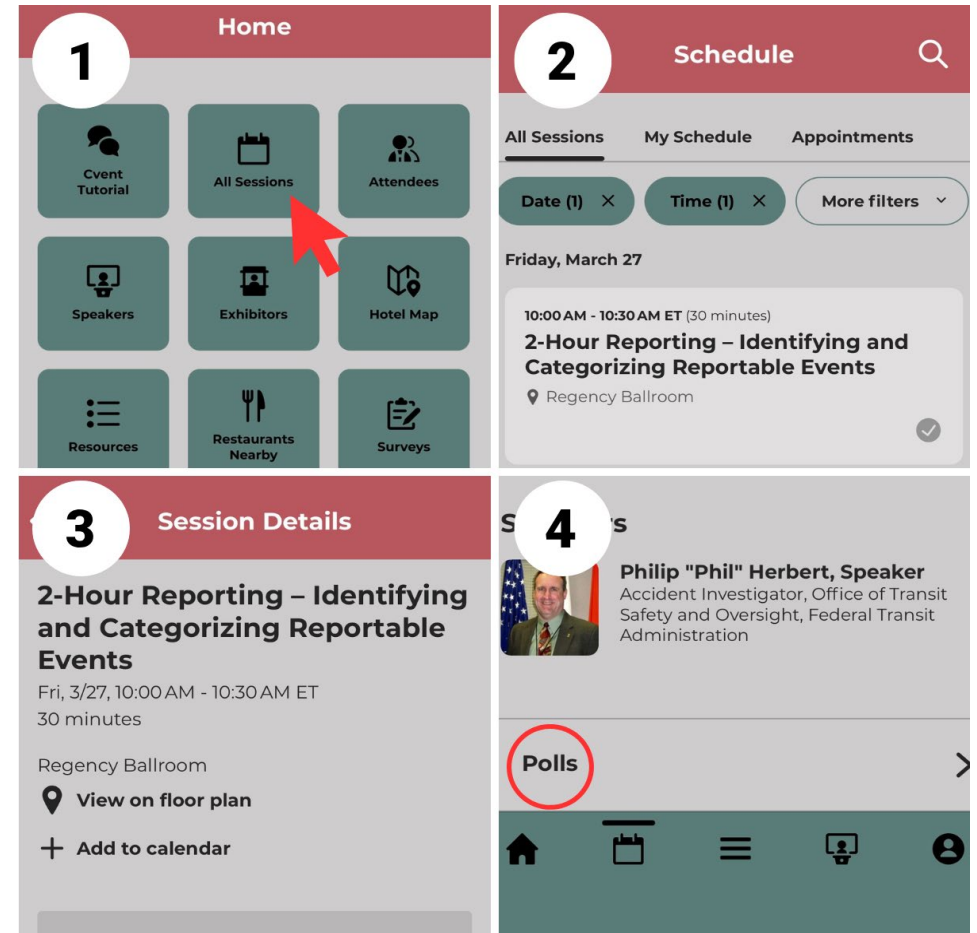 1
Home
Cvent
Tutorial
All Sessions
Attendees
Speakers
Exhibitors
Hotel Map
Resources
Restaurants
Nearby
Surveys
2
Schedule
All Sessions
My Schedule
Appointments
Date (1) ×
Time (1) ×
More filters
Friday, March 27
10:00 AM - 10:30 AM ET (30 minutes)
2-Hour Reporting – Identifying and
Categorizing Reportable Events
Regency Ballroom
3
Session Details
2-Hour Reporting – Identifying
and Categorizing Reportable
Events
Fri, 3/27, 10:00 AM - 10:30 AM ET
30 minutes
Regency Ballroom
View on floor plan
+ Add to calendar
4
Philip "Phil" Herbert, Speaker
Accident Investigator, Office of Transit
Safety and Oversight, Federal Transit
Administration
Polls